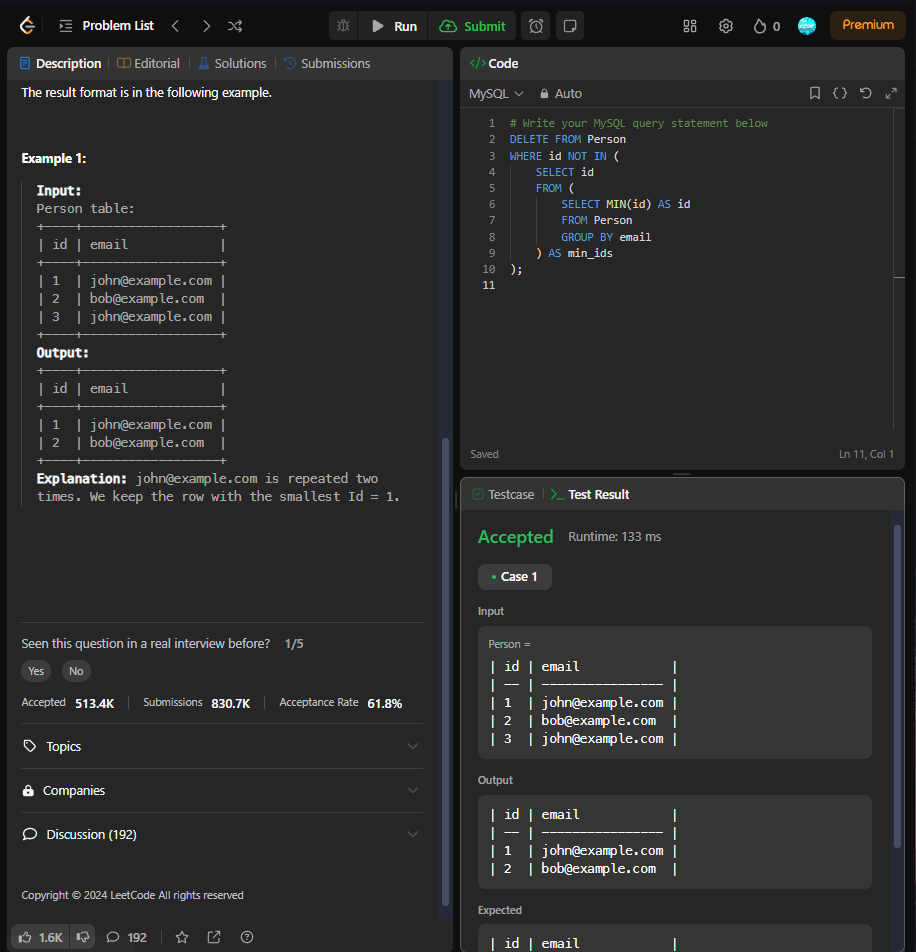 Problem List
Run
Submit
0
Premium
Description
Editorial
Solutions
Submissions
The result format is in the following example.
Example 1:
Input:
Person table:
+----+------------------+
| id | email            |
+----+------------------+
| 1  | john@example.com |
| 2  | bob@example.com  |
| 3  | john@example.com |
+----+------------------+
Output:
+----+------------------+
| id | email            |
+----+------------------+
| 1  | john@example.com |
| 2  | bob@example.com  |
+----+------------------+
Explanation: john@example.com is repeated two
times. We keep the row with the smallest Id = 1.
Seen this question in a real interview before? 1/5
Yes
No
Accepted 513.4K
Submissions 830.7K
Acceptance Rate 61.8%
Topics
Companies
Discussion (192)
Copyright © 2024 LeetCode All rights reserved
1.6K
192
</> Code
MySQL
Auto
1 # Write your MySQL query statement below
2 DELETE FROM Person
3 WHERE id NOT IN (
4     SELECT id
5     FROM (
6         SELECT MIN(id) AS id
7         FROM Person
8         GROUP BY email
9     ) AS min_ids
10 );
11
Saved
Ln 11, Col 1
Testcase
>_ Test Result
Accepted Runtime: 133 ms
• Case 1
Input
Person =
| id | email            |
| -- | ---------------- |
| 1  | john@example.com |
| 2  | bob@example.com  |
| 3  | john@example.com |
Output
| id | email            |
| -- | ---------------- |
| 1  | john@example.com |
| 2  | bob@example.com  |
Expected
| id | email            |